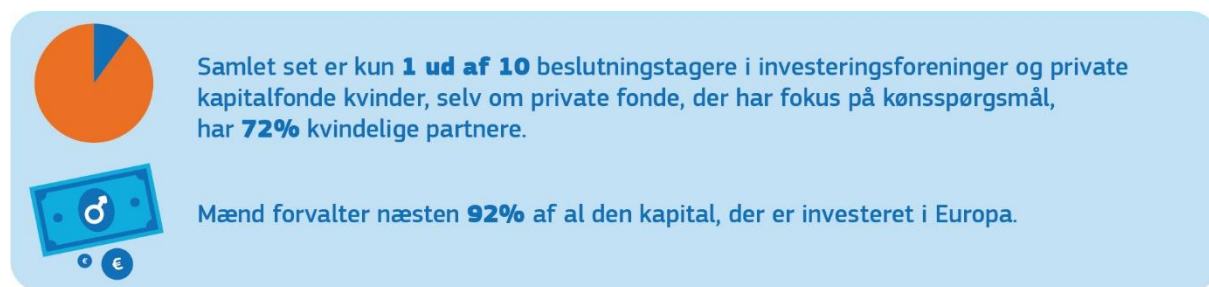 Samlet set er kun 1 ud af 10 beslutningstagere i investeringsforeninger og private
kapitalfonde kvinder, selv om private fonde, der har fokus på kønsspørgsmål,
har 72% kvindelige partnere.
Mænd forvalter næsten 92% af al den kapital, der er investeret i Europa.
€ €